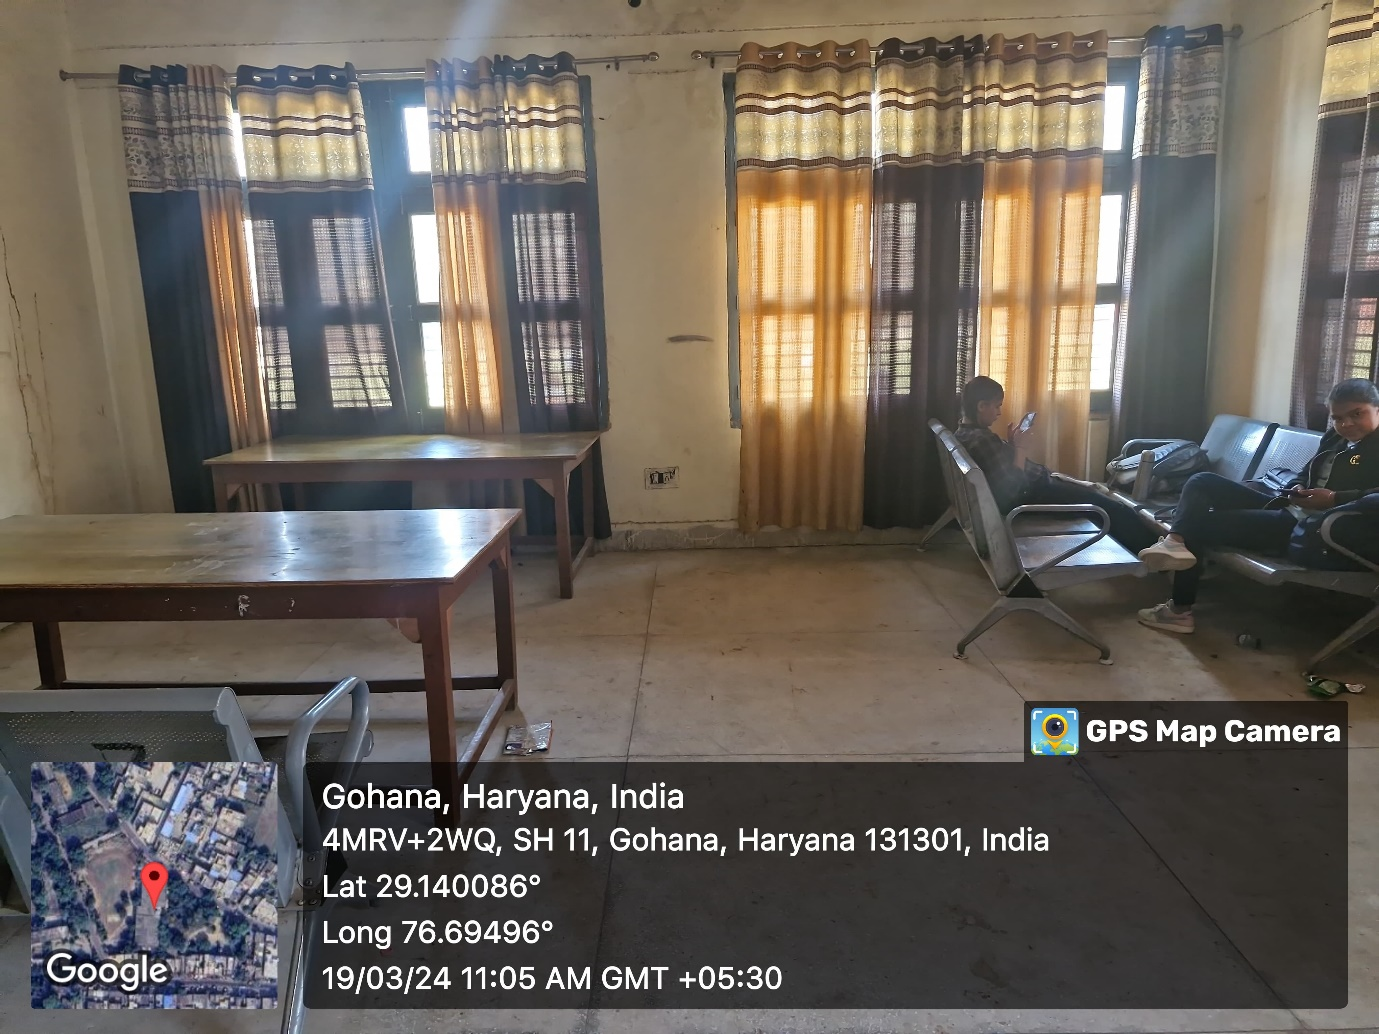 GPS Map Camera
Gohana, Haryana, India
4MRV+2WQ, SH 11, Gohana, Haryana 131301, India
Lat 29.140086°
Long 76.69496°
19/03/24 11:05 AM GMT +05:30
Google